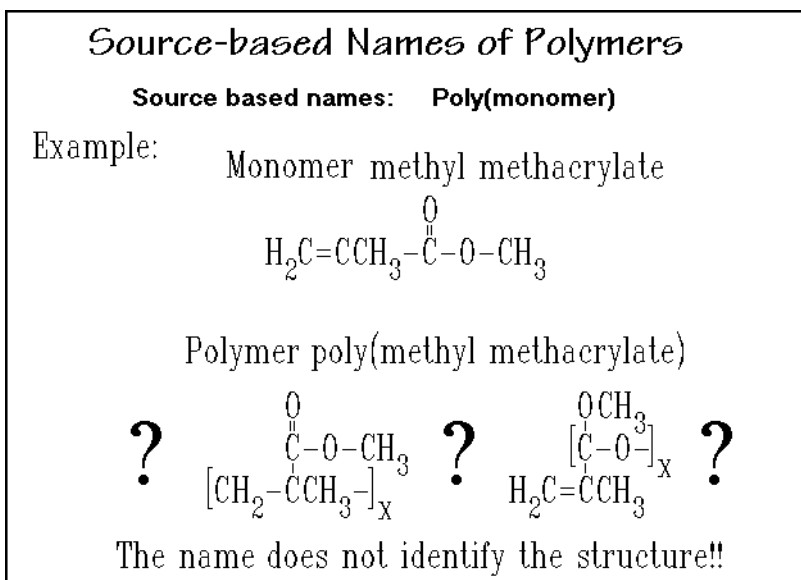 Source-based Names of Polymers
Source based names: Poly(monomer)
Example:
Monomer methyl methacrylate
O
H₂C=CCH₃-C-O-CH₃
Polymer poly(methyl methacrylate)
? O ? OCH₃ ?
C-O-CH₃ [C-O-]x
[CH₂-CCH₃-]x H₂C=CCH₃
The name does not identify the structure!!